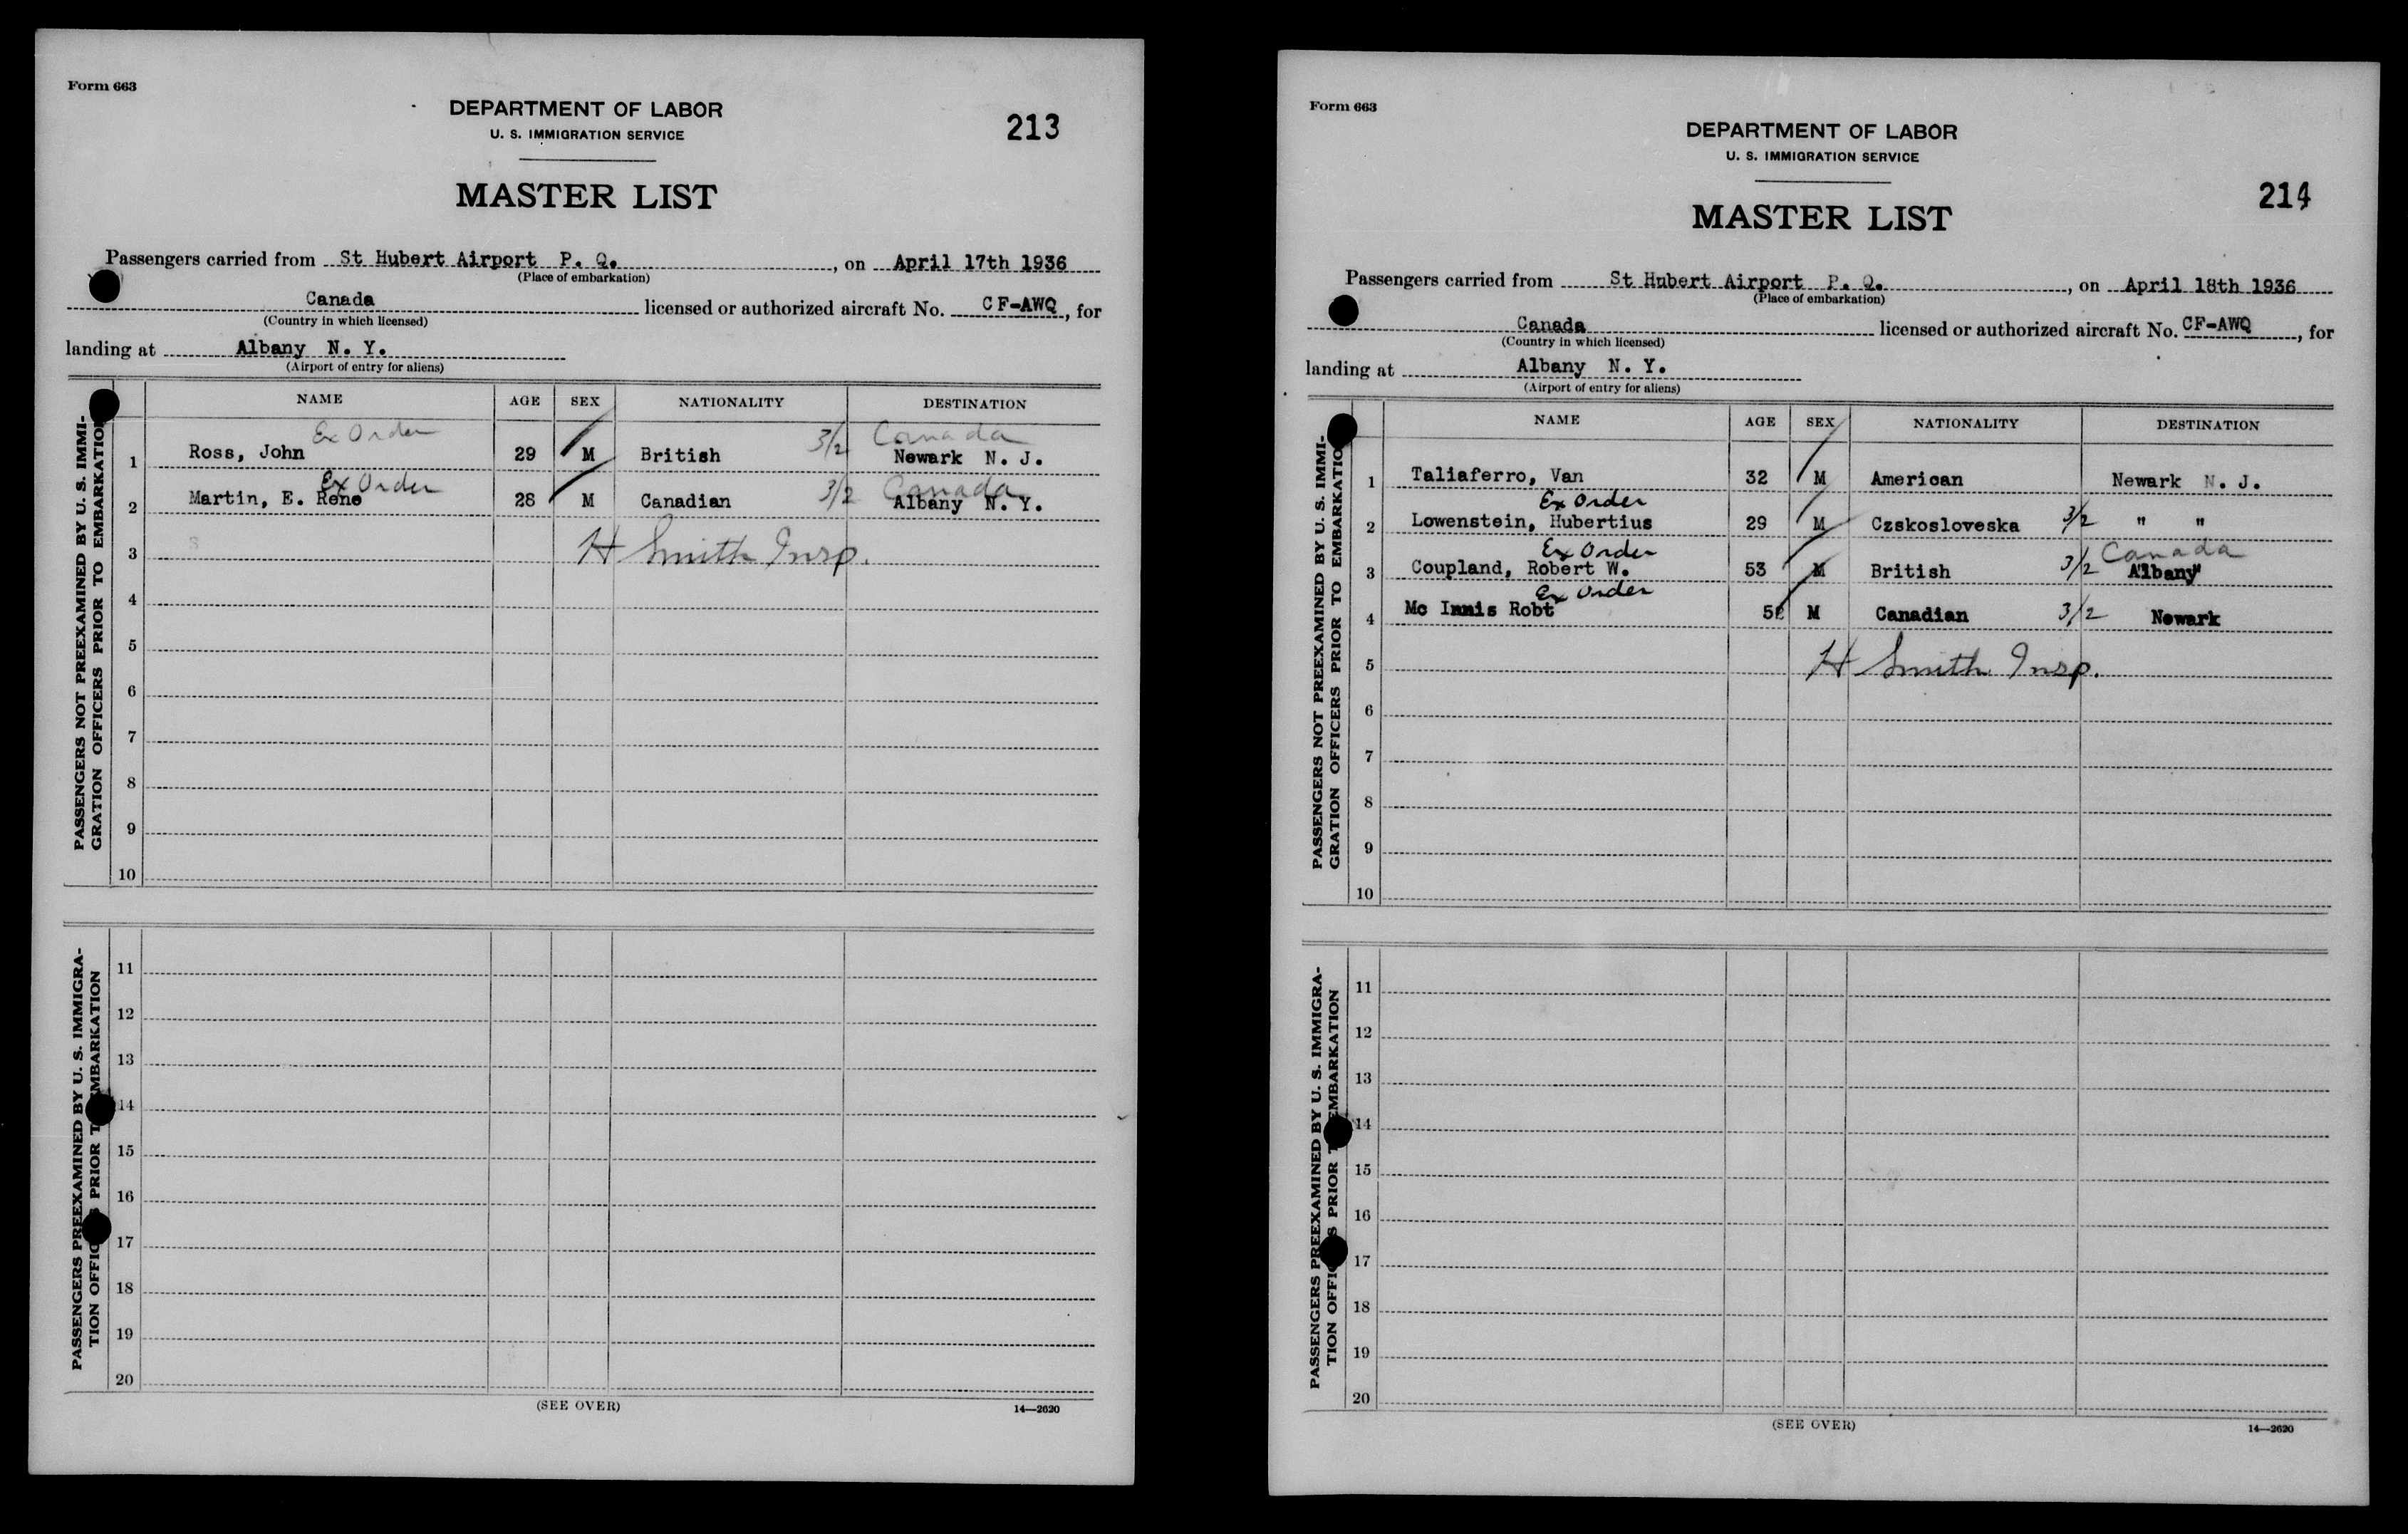 Form 663
DEPARTMENT OF LABOR
U. S. IMMIGRATION SERVICE
213
MASTER LIST
Passengers carried from St Hubert Airport P. Q., on April 17th 1936
(Place of embarkation)
Canada licensed or authorized aircraft No. CF-AWQ, for
(Country in which licensed)
landing at Albany N. Y.
(Airport of entry for aliens)
NAME AGE SEX NATIONALITY DESTINATION
PASSENGERS NOT PREEXAMINED BY U. S. IMMI-
GRATION OFFICERS PRIOR TO EMBARKATION
Ex Order Canada
1 Ross, John 29 M British 3/2 Newark N. J.
Ex Order Canada
2 Martin, E. Rene 28 M Canadian 3/2 Albany N. Y.
3 H Smith Insp.
4
5
6
7
8
9
10
PASSENGERS PREEXAMINED BY U. S. IMMIGRA-
TION OFFICERS PRIOR TO EMBARKATION
11
12
13
14
15
16
17
18
19
20
(SEE OVER)
14—2620
Form 663
DEPARTMENT OF LABOR
U. S. IMMIGRATION SERVICE
214
MASTER LIST
Passengers carried from St Hubert Airport P. Q., on April 18th 1936
(Place of embarkation)
Canada licensed or authorized aircraft No. CF-AWQ, for
(Country in which licensed)
landing at Albany N. Y.
(Airport of entry for aliens)
NAME AGE SEX NATIONALITY DESTINATION
PASSENGERS NOT PREEXAMINED BY U. S. IMMI-
GRATION OFFICERS PRIOR TO EMBARKATION
1 Taliaferro, Van 32 M American Newark N. J.
Ex Order
2 Lowenstein, Hubertius 29 M Czskosloveska 3/2 " "
Ex Order Canada
3 Coupland, Robert W. 53 M British 3/2 Albany
Ex Order
4 Mc Innis Robt M Canadian 3/2 Newark
H Smith Insp.
5
6
7
8
9
10
PASSENGERS PREEXAMINED BY U. S. IMMIGRA-
TION OFFICERS PRIOR TO EMBARKATION
11
12
13
14
15
16
17
18
19
20
(SEE OVER)
14—2620